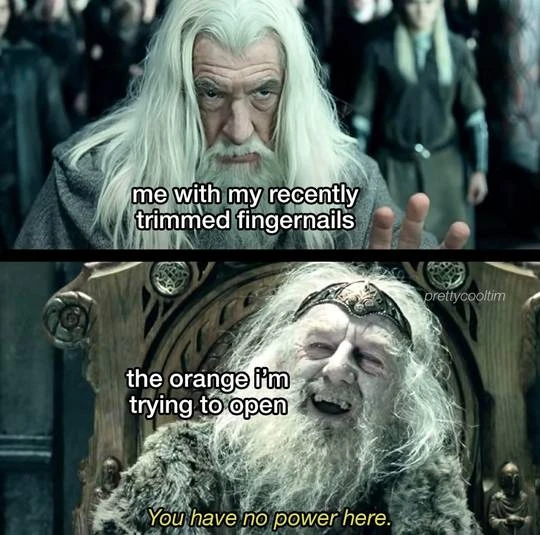 me with my recently
trimmed fingernails
prettycooltim
the orange i'm
trying to open
You have no power here.